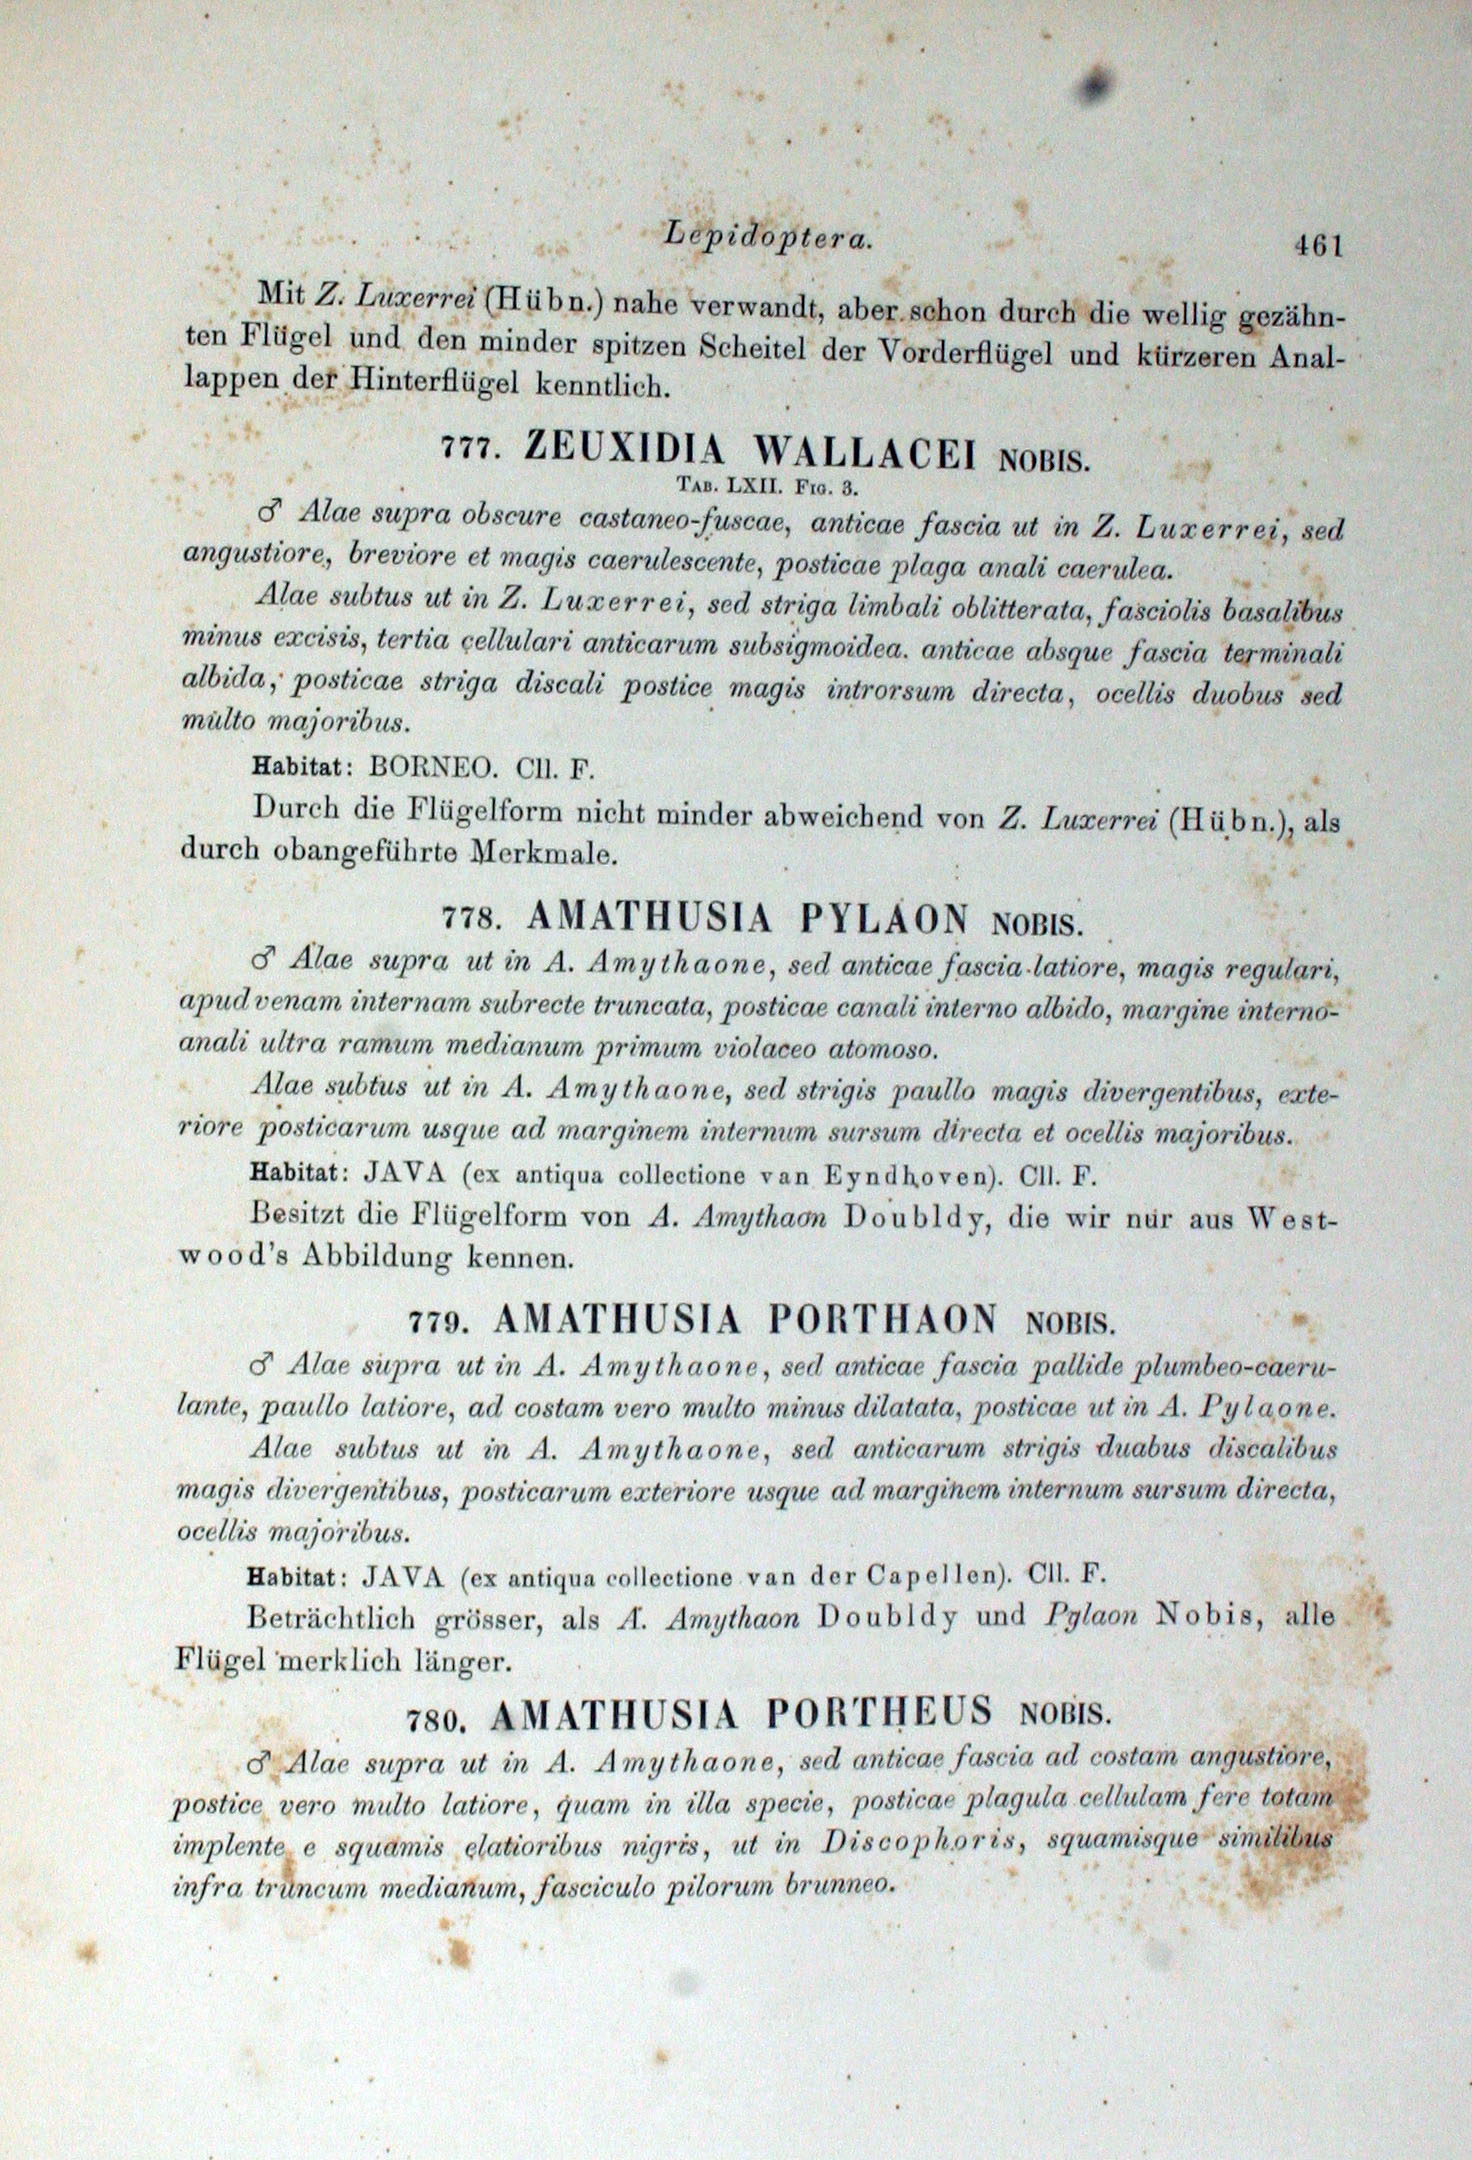 Lepidoptera. 461
Mit Z. Luxerrei (Hübn.) nahe verwandt, aber schon durch die wellig gezähn-
ten Flügel und den minder spitzen Scheitel der Vorderflügel und kürzeren Anal-
lappen der Hinterflügel kenntlich.
777. ZEUXIDIA WALLACEI NOBIS.
TAB. LXII. FIG. 3.
♂ Alae supra obscure castaneo-fuscae, anticae fascia ut in Z. Luxerrei, sed
angustiore, breviore et magis caerulescente, posticae plaga anali caerulea.
Alae subtus ut in Z. Luxerrei, sed striga limbali oblitterata, fasciolis basalibus
minus excisis, tertia cellulari anticarum subsigmoidea. anticae absque fascia terminali
albida, posticae striga discali postice magis introrsum directa, ocellis duobus sed
multo majoribus.
Habitat: BORNEO. Cll. F.
Durch die Flügelform nicht minder abweichend von Z. Luxerrei (Hübn.), als
durch obangeführte Merkmale.
778. AMATHUSIA PYLAON NOBIS.
♂ Alae supra ut in A. Amythaone, sed anticae fascia latiore, magis regulari,
apud venam internam subrecte truncata, posticae canali interno albido, margine interno-
anali ultra ramum medianum primum violaceo atomoso.
Alae subtus ut in A. Amythaone, sed strigis paullo magis divergentibus, exte-
riore posticarum usque ad marginem internum sursum directa et ocellis majoribus.
Habitat: JAVA (ex antiqua collectione van Eyndhoven). Cll. F.
Besitzt die Flügelform von A. Amythaon Doubldy, die wir nur aus West-
wood's Abbildung kennen.
779. AMATHUSIA PORTHAON NOBIS.
♂ Alae supra ut in A. Amythaone, sed anticae fascia pallide plumbeo-caeru-
lante, paullo latiore, ad costam vero multo minus dilatata, posticae ut in A. Pylaone.
Alae subtus ut in A. Amythaone, sed anticarum strigis duabus discalibus
magis divergentibus, posticarum exteriore usque ad marginem internum sursum directa,
ocellis majoribus.
Habitat: JAVA (ex antiqua collectione van der Capellen). Cll. F.
Beträchtlich grösser, als A. Amythaon Doubldy und Pylaon Nobis, alle
Flügel merklich länger.
780. AMATHUSIA PORTHEUS NOBIS.
♂ Alae supra ut in A. Amythaone, sed anticae fascia ad costam angustiore,
postice vero multo latiore, quam in illa specie, posticae plagula cellulam fere totam
implente e squamis elatioribus nigris, ut in Discophoris, squamisque similibus
infra truncum medianum, fasciculo pilorum brunneo.